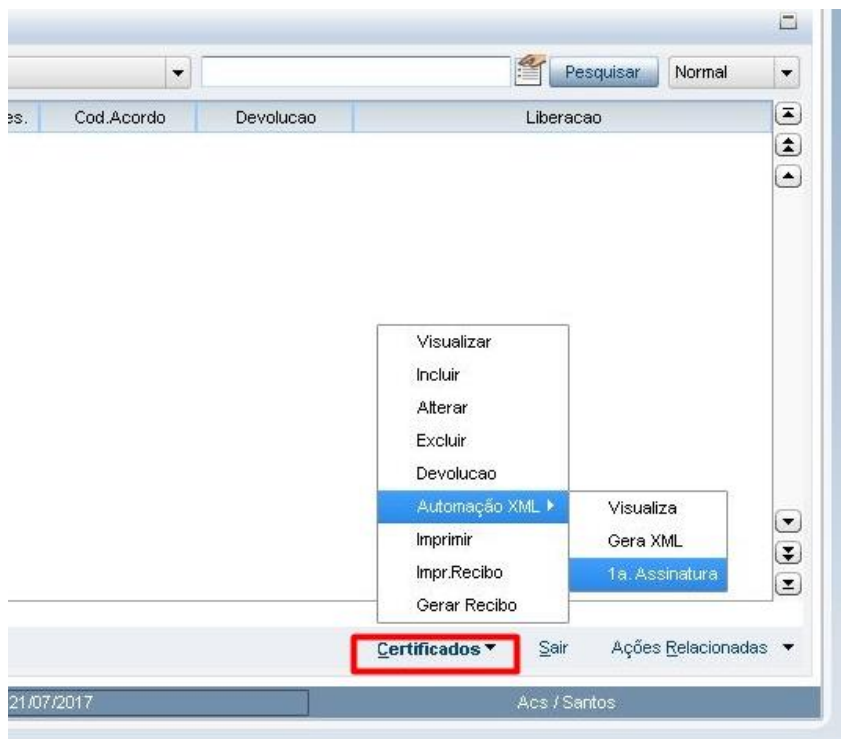 Pesquisar Normal
es. Cod.Acordo Devolucao Liberacao
Visualizar
Incluir
Alterar
Excluir
Devolucao
Automação XML Visualiza
Imprimir Gera XML
Impr.Recibo 1a. Assinatura
Gerar Recibo
Certificados Sair Ações Relacionadas
21/07/2017 Acs / Santos